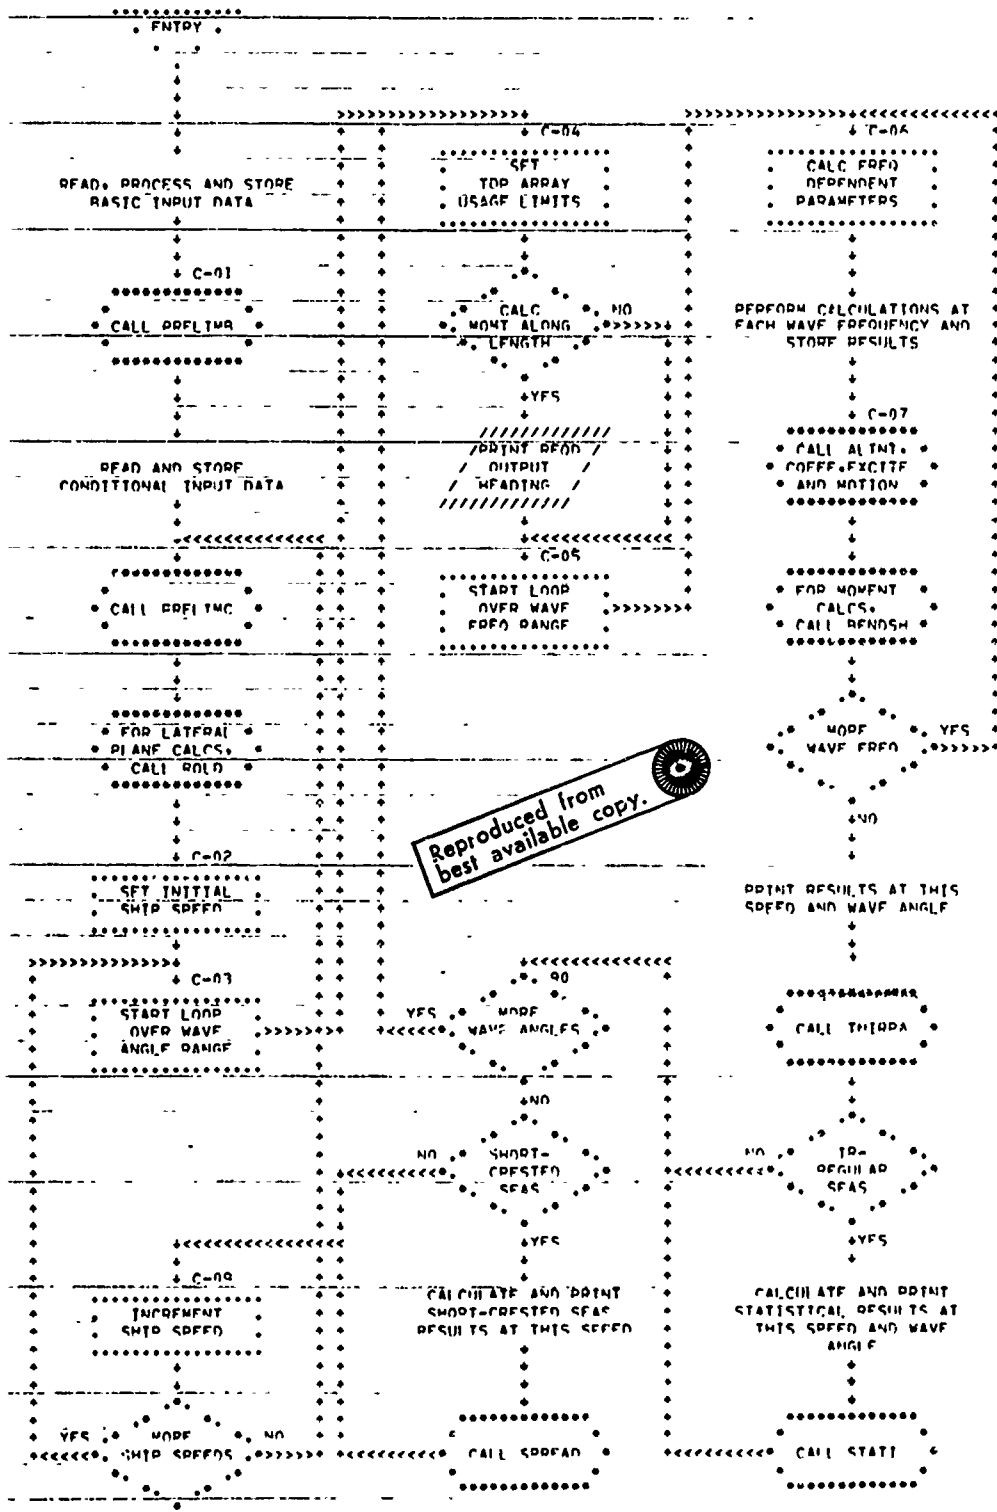 ENTRY
READ, PROCESS AND STORE
BASIC INPUT DATA
C-01
CALL PRELIMB
READ AND STORE
CONDITIONAL INPUT DATA
CALL PRELIMC
FOR LATERAL
PLANE CALCS,
CALL ROLD
C-02
SET INITIAL
SHIP SPEED
C-03
START LOOP
OVER WAVE
ANGLE RANGE
C-09
INCREMENT
SHIP SPEED
YES
MORE
SHIP SPEEDS
NO
C-04
SET
TDP ARRAY
USAGE LIMITS
CALC
MOMT ALONG
LENGTH
NO
YES
PRINT REQD
OUTPUT
HEADING
C-05
START LOOP
OVER WAVE
FREQ RANGE
Reproduced from
best available copy.
90
YES
MORE
WAVE ANGLES
NO
NO
SHORT-
CRESTED
SEAS
YES
CALCULATE AND PRINT
SHORT-CRESTED SEAS
RESULTS AT THIS SPEED
CALL SPREAD
C-06
CALC FREQ
DEPENDENT
PARAMETERS
PERFORM CALCULATIONS AT
EACH WAVE FREQUENCY AND
STORE RESULTS
C-07
CALL ALINT,
COEFF,EXCITE
AND MOTION
FOR MOMENT
CALCS,
CALL BENDSH
MORE
WAVE FREQ
YES
NO
PRINT RESULTS AT THIS
SPEED AND WAVE ANGLE
CALL THIRPA
NO
IR-
REGULAR
SEAS
YES
CALCULATE AND PRINT
STATISTICAL RESULTS AT
THIS SPEED AND WAVE
ANGLE
CALL STATI